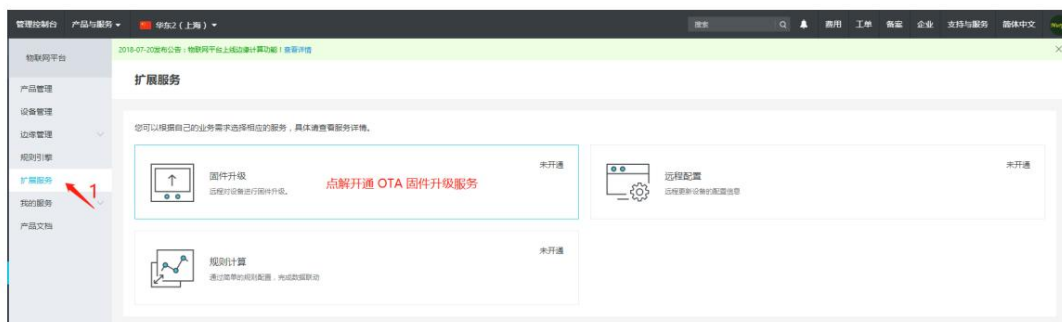 管理控制台 产品与服务 华东2（上海） 搜索 费用 工单 备案 企业 支持与服务 简体中文
物联网平台
2018-07-20发布公告：物联网平台上线边缘计算功能！查看详情
扩展服务
产品管理
设备管理
边缘管理
规则引擎
扩展服务
我的服务
产品文档
1
您可以根据自己的业务需求选择相应的服务，具体请查看服务详情。
固件升级
未开通
远程对设备进行固件升级。
点解开通 OTA 固件升级服务
远程配置
未开通
远程更新设备的配置信息
规则计算
未开通
通过简单的规则配置，完成数据联动